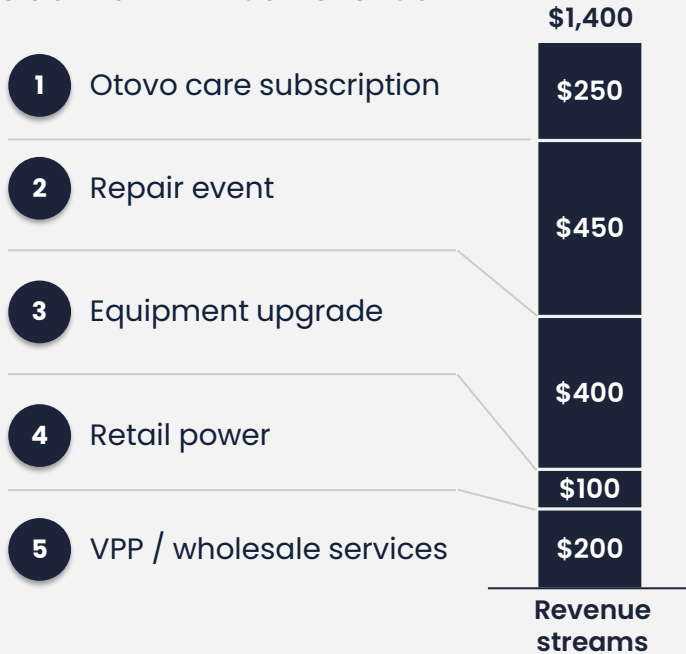 $1,400
1 Otovo care subscription $250
2 Repair event $450
3 Equipment upgrade $400
4 Retail power $100
5 VPP / wholesale services $200
Revenue
streams